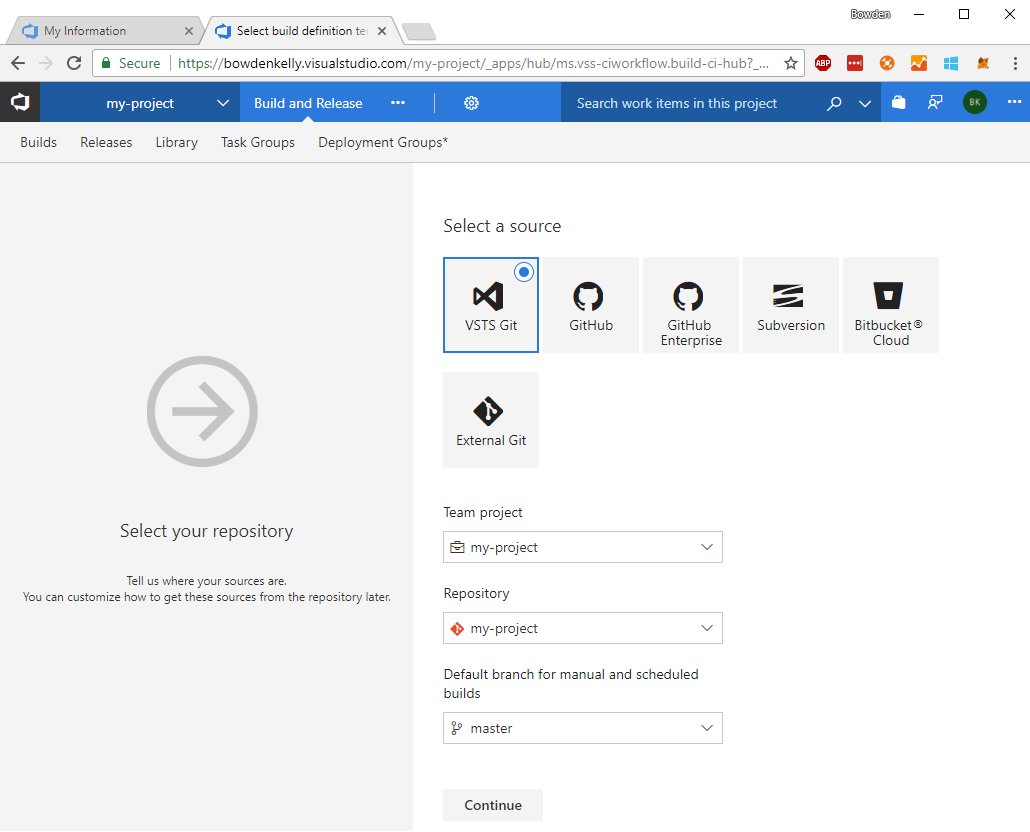 Bowden
My Information
Select build definition te
Secure
https://bowdenkelly.visualstudio.com/my-project/_apps/hub/ms.vss-ciworkflow.build-ci-hub?_...
ABP
my-project
Build and Release
Search work items in this project
BK
Builds
Releases
Library
Task Groups
Deployment Groups*
Select your repository
Tell us where your sources are.
You can customize how to get these sources from the repository later.
Select a source
VSTS Git
GitHub
GitHub
Enterprise
Subversion
Bitbucket®
Cloud
External Git
Team project
my-project
Repository
my-project
Default branch for manual and scheduled
builds
master
Continue